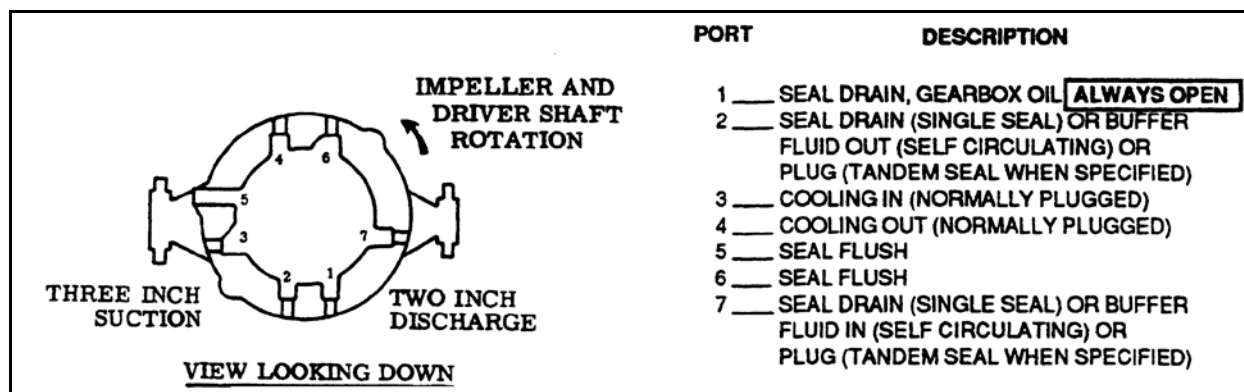 IMPELLER AND
DRIVER SHAFT
ROTATION
4
6
5
3
7
2
1
THREE INCH
SUCTION
TWO INCH
DISCHARGE
VIEW LOOKING DOWN
PORT DESCRIPTION
1 ___ SEAL DRAIN, GEARBOX OIL ALWAYS OPEN
2 ___ SEAL DRAIN (SINGLE SEAL) OR BUFFER
FLUID OUT (SELF CIRCULATING) OR
PLUG (TANDEM SEAL WHEN SPECIFIED)
3 ___ COOLING IN (NORMALLY PLUGGED)
4 ___ COOLING OUT (NORMALLY PLUGGED)
5 ___ SEAL FLUSH
6 ___ SEAL FLUSH
7 ___ SEAL DRAIN (SINGLE SEAL) OR BUFFER
FLUID IN (SELF CIRCULATING) OR
PLUG (TANDEM SEAL WHEN SPECIFIED)